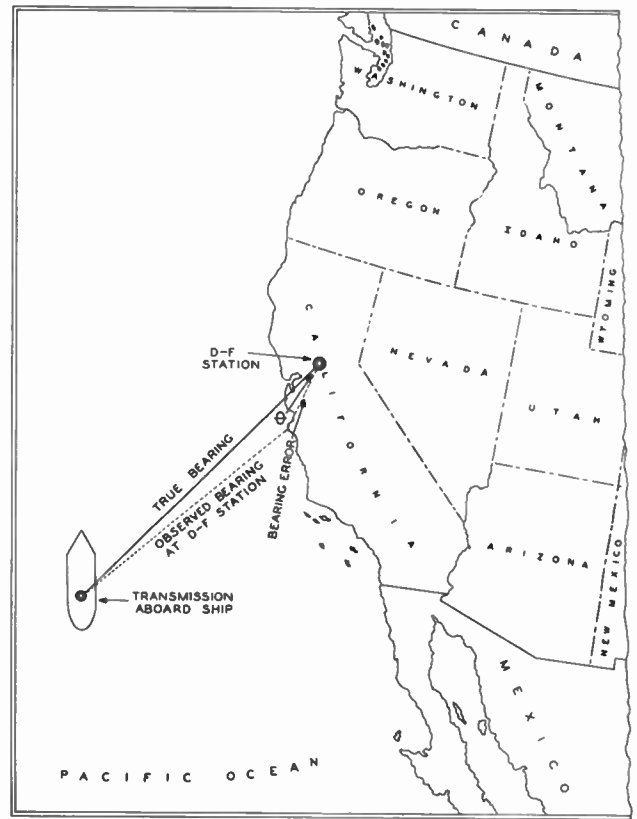 CANADA
WASHINGTON
MONTANA
OREGON
IDAHO
WYOMING
CALIFORNIA
D-F
STATION
NEVADA
UTAH
TRUE BEARING
OBSERVED BEARING
AT D-F STATION
BEARING ERROR
ARIZONA
NEW MEXICO
TRANSMISSION
ABOARD SHIP
MEXICO
PACIFIC OCEAN